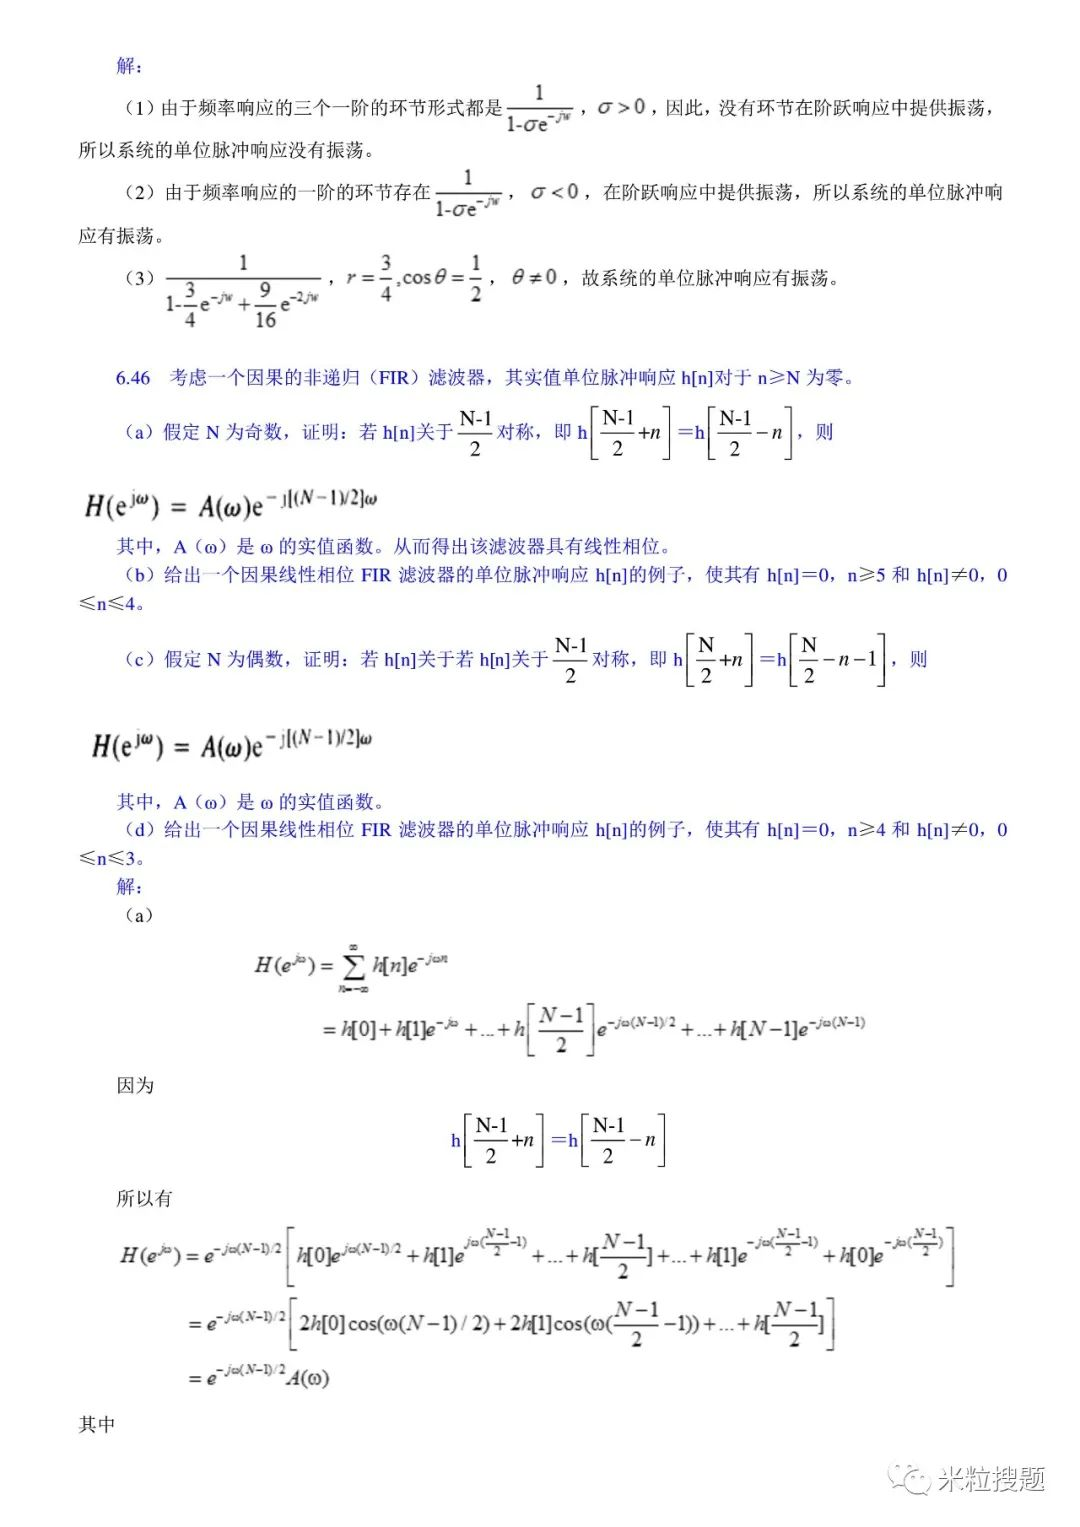 解：
（1）由于频率响应的三个一阶的环节形式都是 1/(1-σe^{-jw})，σ＞0，因此，没有环节在阶跃响应中提供振荡，
所以系统的单位脉冲响应没有振荡。
（2）由于频率响应的一阶的环节存在 1/(1-σe^{-jw})，σ＜0，在阶跃响应中提供振荡，所以系统的单位脉冲响
应有振荡。
（3）1/(1-(3/4)e^{-jw}+(9/16)e^{-2jw})，r=3/4,cosθ=1/2，θ≠0，故系统的单位脉冲响应有振荡。
6.46 考虑一个因果的非递归（FIR）滤波器，其实值单位脉冲响应 h[n]对于 n≥N 为零。
（a）假定 N 为奇数，证明：若 h[n]关于 (N-1)/2 对称，即 h[(N-1)/2+n]＝h[(N-1)/2−n]，则
H(e^{jω}) = A(ω)e^{-j[(N-1)/2]ω}
其中，A（ω）是 ω 的实值函数。从而得出该滤波器具有线性相位。
（b）给出一个因果线性相位 FIR 滤波器的单位脉冲响应 h[n]的例子，使其有 h[n]＝0，n≥5 和 h[n]≠0，0
≤n≤4。
（c）假定 N 为偶数，证明：若 h[n]关于若 h[n]关于 (N-1)/2 对称，即 h[N/2+n]＝h[N/2−n−1]，则
H(e^{jω}) = A(ω)e^{-j[(N-1)/2]ω}
其中，A（ω）是 ω 的实值函数。
（d）给出一个因果线性相位 FIR 滤波器的单位脉冲响应 h[n]的例子，使其有 h[n]＝0，n≥4 和 h[n]≠0，0
≤n≤3。
解：
（a）
H(e^{jω}) = ∑_{n=-∞}^{∞} h[n]e^{-jωn}
= h[0]+h[1]e^{-jω}+...+h[(N-1)/2]e^{-jω(N-1)/2}+...+h[N-1]e^{-jω(N-1)}
因为
h[(N-1)/2+n]＝h[(N-1)/2−n]
所以有
H(e^{jω}) = e^{-jω(N-1)/2}[h[0]e^{jω(N-1)/2}+h[1]e^{jω((N-1)/2-1)}+...+h[(N-1)/2]+...+h[1]e^{-jω((N-1)/2-1)}+h[0]e^{-jω((N-1)/2)}]
= e^{-jω(N-1)/2}[2h[0]cos(ω(N-1)/2)+2h[1]cos(ω((N-1)/2-1))+...+h[(N-1)/2]]
= e^{-jω(N-1)/2}A(ω)
其中
米粒搜题